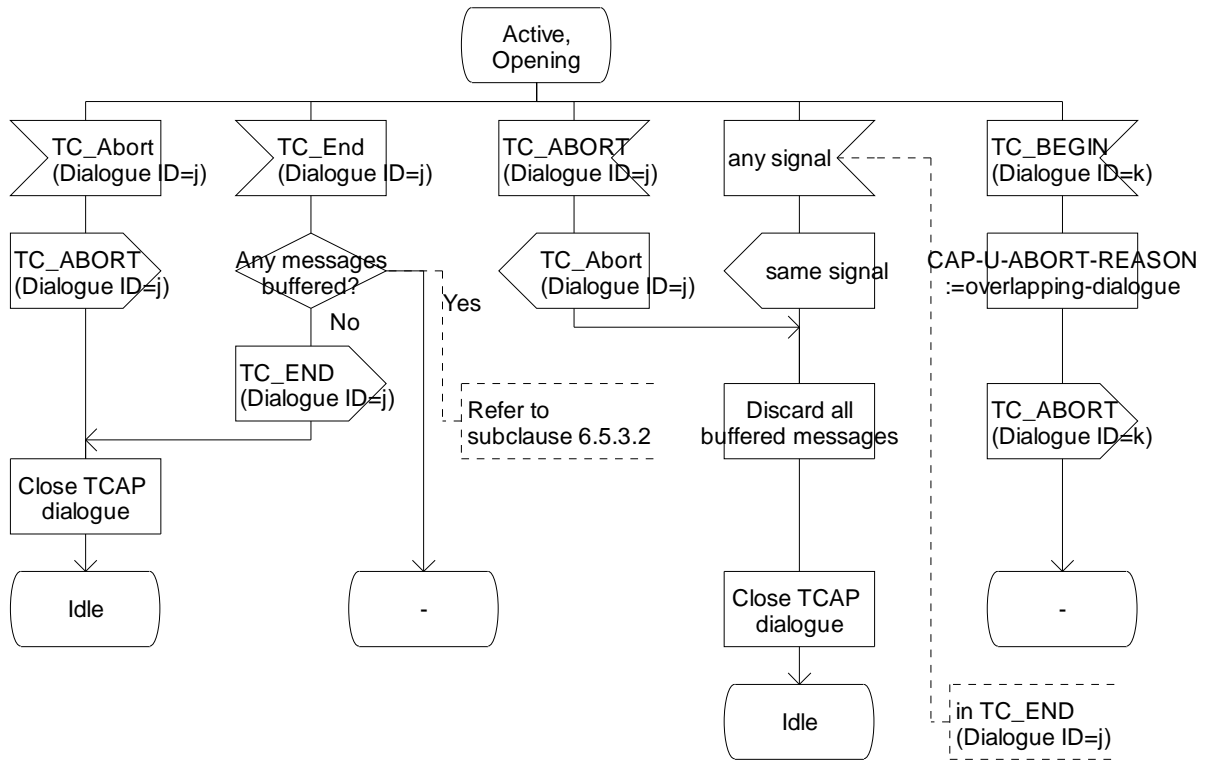 Active,
Opening
TC_Abort
(Dialogue ID=j)
TC_End
(Dialogue ID=j)
TC_ABORT
(Dialogue ID=j)
any signal
TC_BEGIN
(Dialogue ID=k)
TC_ABORT
(Dialogue ID=j)
Any messages
buffered?
TC_Abort
(Dialogue ID=j)
same signal
CAP-U-ABORT-REASON
:=overlapping-dialogue
Yes
No
TC_END
(Dialogue ID=j)
Refer to
subclause 6.5.3.2
Discard all
buffered messages
TC_ABORT
(Dialogue ID=k)
Close TCAP
dialogue
Idle
-
Close TCAP
dialogue
-
Idle
in TC_END
(Dialogue ID=j)